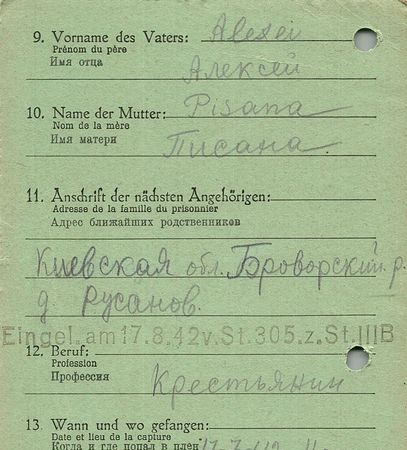 9. Vorname des Vaters: Alexei
Prénom du père
Имя отца Алексей
10. Name der Mutter: Pisana
Nom de la mère
Имя матери Писана
11. Anschrift der nächsten Angehörigen:
Adresse de la famille du prisonnier
Адрес ближайших родственников
Киевская обл. Броворский р.
д Русанов.
Eingel. am 17.8.42 v. St. 305. z. St. III B
12. Beruf:
Profession
Профессия Крестьянин
13. Wann und wo gefangen:
Date et lieu de la capture
Когда и где попал в плен